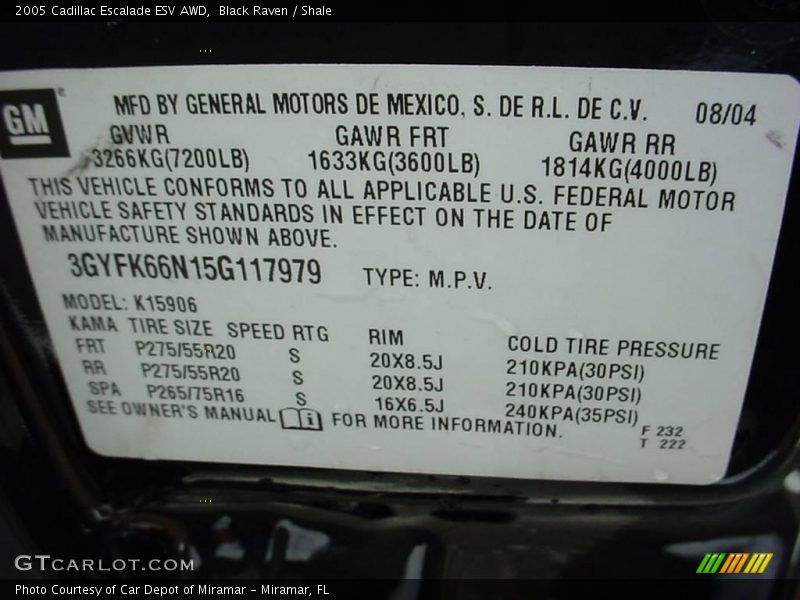 2005 Cadillac Escalade ESV AWD,  Black Raven / Shale
GM
MFD BY GENERAL MOTORS DE MEXICO, S. DE R.L. DE C.V. 08/04
GVWR GAWR FRT GAWR RR
3266KG(7200LB) 1633KG(3600LB) 1814KG(4000LB)
THIS VEHICLE CONFORMS TO ALL APPLICABLE U.S. FEDERAL MOTOR
VEHICLE SAFETY STANDARDS IN EFFECT ON THE DATE OF
MANUFACTURE SHOWN ABOVE.
3GYFK66N15G117979 TYPE: M.P.V.
MODEL: K15906
KAMA TIRE SIZE SPEED RTG RIM COLD TIRE PRESSURE
FRT P275/55R20 S 20X8.5J 210KPA(30PSI)
RR P275/55R20 S 20X8.5J 210KPA(30PSI)
SPA P265/75R16 S 16X6.5J 240KPA(35PSI)
SEE OWNER'S MANUAL FOR MORE INFORMATION.
F 232
T 222
GTCARLOT.COM
Photo Courtesy of Car Depot of Miramar - Miramar, FL